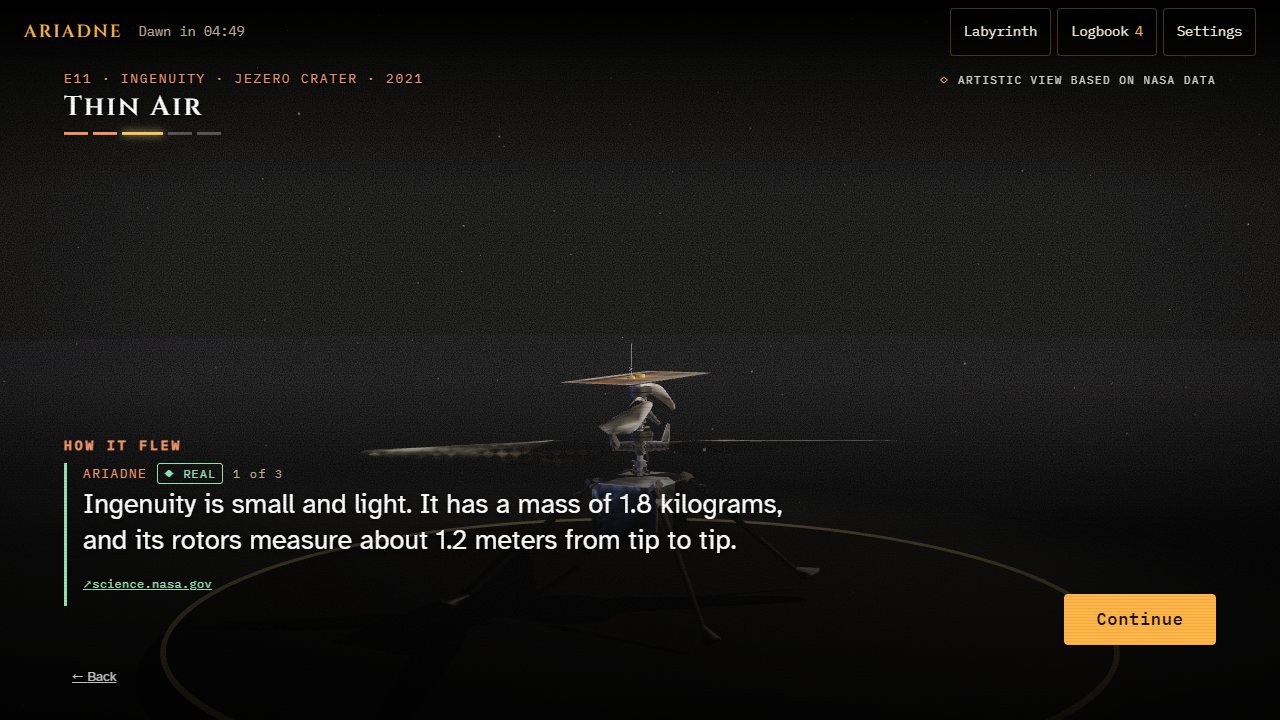 ARIADNE Dawn in 04:49 Labyrinth Logbook 4 Settings
E11 · INGENUITY · JEZERO CRATER · 2021
◇ ARTISTIC VIEW BASED ON NASA DATA
THIN AIR
HOW IT FLEW
ARIADNE ◆ REAL 1 of 3
Ingenuity is small and light. It has a mass of 1.8 kilograms,
and its rotors measure about 1.2 meters from tip to tip.
↗science.nasa.gov
Continue
← Back